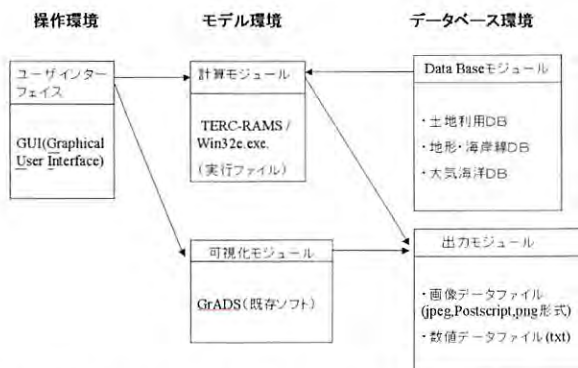 操作環境
モデル環境
データベース環境
ユーザインター
フェイス
GUI(Graphical
User Interface)
計算モジュール
TERC-RAMS /
Win32e.exe.
(実行ファイル)
Data Baseモジュール
・土地利用DB
・地形・海岸線DB
・大気海洋DB
可視化モジュール
GrADS(既存ソフト)
出力モジュール
・画像データファイル
(jpeg,Postscript,png形式)
・数値データファイル(txt)